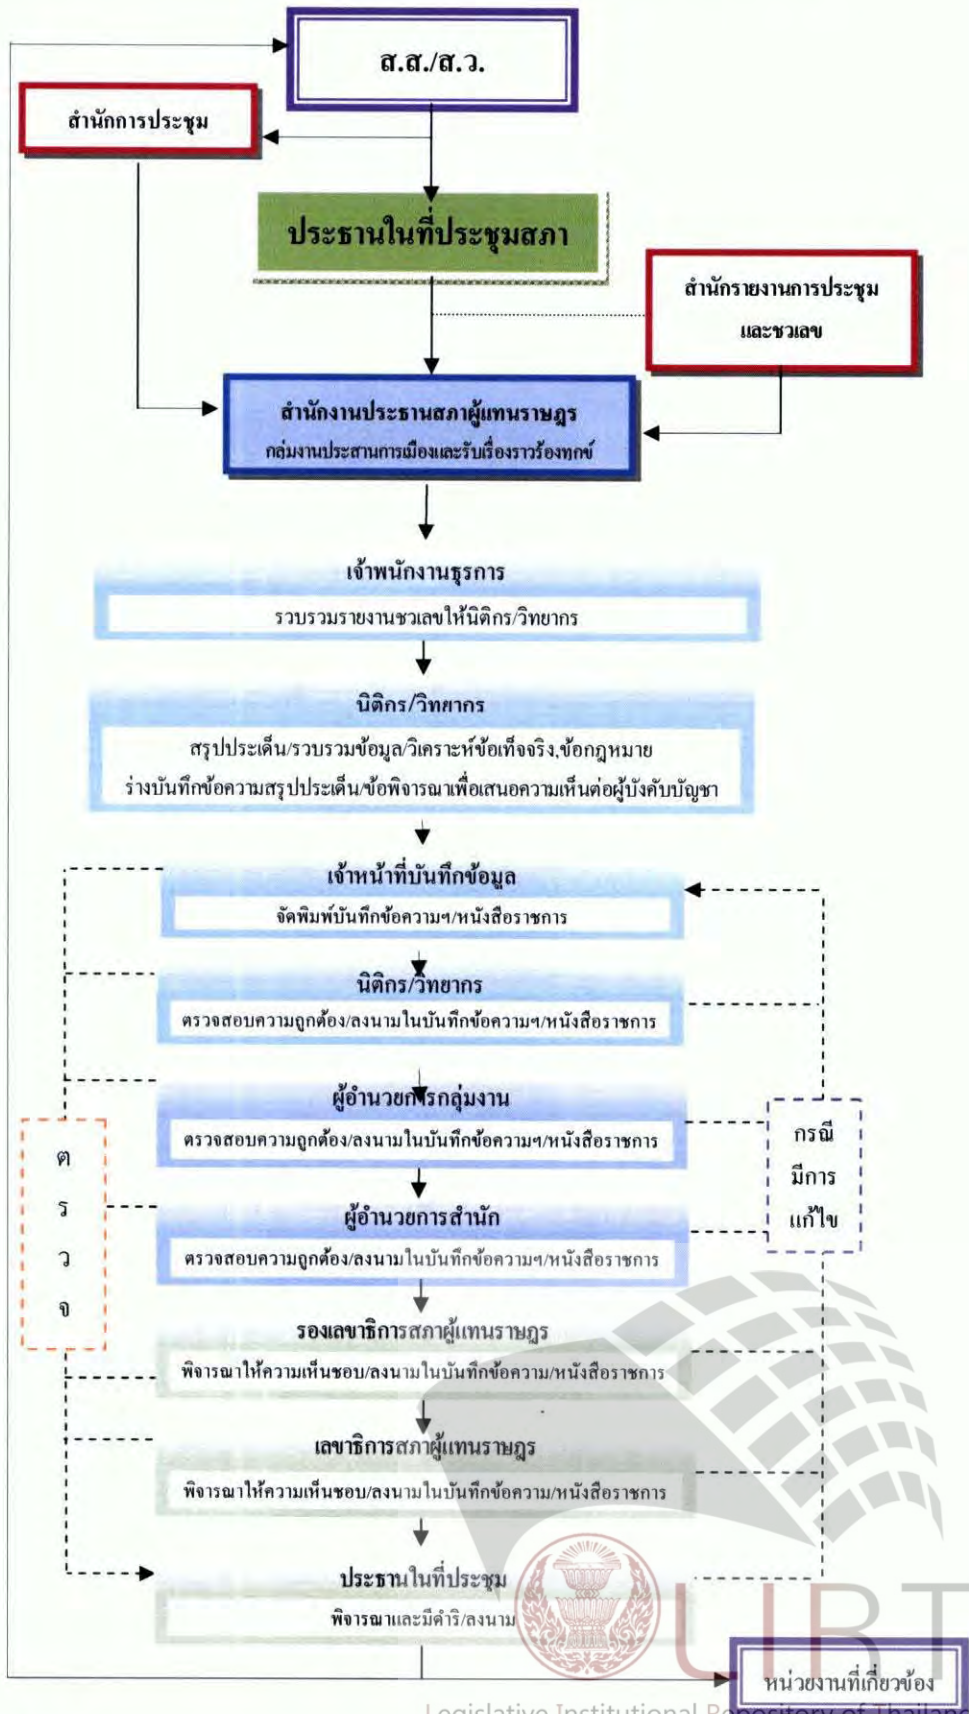 ส.ส./ส.ว.
สำนักการประชุม
ประธานในที่ประชุมสภา
สำนักรายงานการประชุม
และชวเลข
สำนักงานประธานสภาผู้แทนราษฎร
กลุ่มงานประสานการเมืองและรับเรื่องราวร้องทุกข์
เจ้าพนักงานธุรการ
รวบรวมรายงานชวเลขให้นิติกร/วิทยากร
นิติกร/วิทยากร
สรุปประเด็น/รวบรวมข้อมูล/วิเคราะห์ข้อเท็จจริง,ข้อกฎหมาย
ร่างบันทึกข้อความสรุปประเด็น/ข้อพิจารณาเพื่อเสนอความเห็นต่อผู้บังคับบัญชา
เจ้าหน้าที่บันทึกข้อมูล
จัดพิมพ์บันทึกข้อความฯ/หนังสือราชการ
นิติกร/วิทยากร
ตรวจสอบความถูกต้อง/ลงนามในบันทึกข้อความฯ/หนังสือราชการ
ผู้อำนวยการกลุ่มงาน
ตรวจสอบความถูกต้อง/ลงนามในบันทึกข้อความฯ/หนังสือราชการ
กรณี
มีการ
แก้ไข
ต
ร
ว
จ
ผู้อำนวยการสำนัก
ตรวจสอบความถูกต้อง/ลงนามในบันทึกข้อความฯ/หนังสือราชการ
รองเลขาธิการสภาผู้แทนราษฎร
พิจารณาให้ความเห็นชอบ/ลงนามในบันทึกข้อความ/หนังสือราชการ
เลขาธิการสภาผู้แทนราษฎร
พิจารณาให้ความเห็นชอบ/ลงนามในบันทึกข้อความ/หนังสือราชการ
ประธานในที่ประชุม
พิจารณาและมีดำริ/ลงนาม
LIRT
หน่วยงานที่เกี่ยวข้อง
Legislative Institutional Repository of Thailand